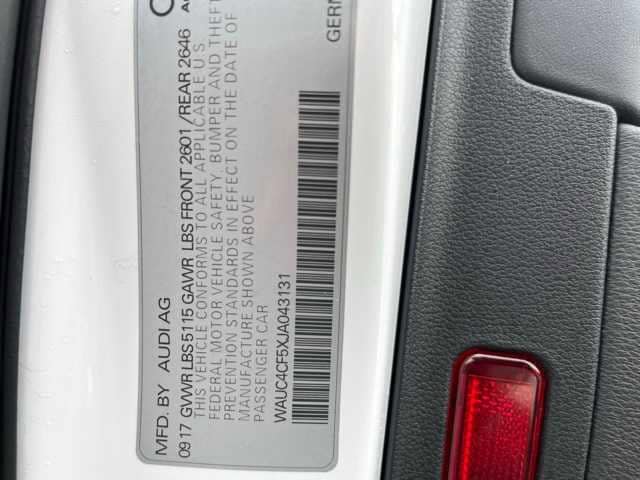 MFD. BY AUDI AG
0917 GVWR LBS 5115 GAWR LBS FRONT 2601/REAR 2646
THIS VEHICLE CONFORMS TO ALL APPLICABLE U S
FEDERAL MOTOR VEHICLE SAFETY, BUMPER AND THEFT
PREVENTION STANDARDS IN EFFECT ON THE DATE OF
MANUFACTURE SHOWN ABOVE
PASSENGER CAR
WAUC4CF5XJA043131